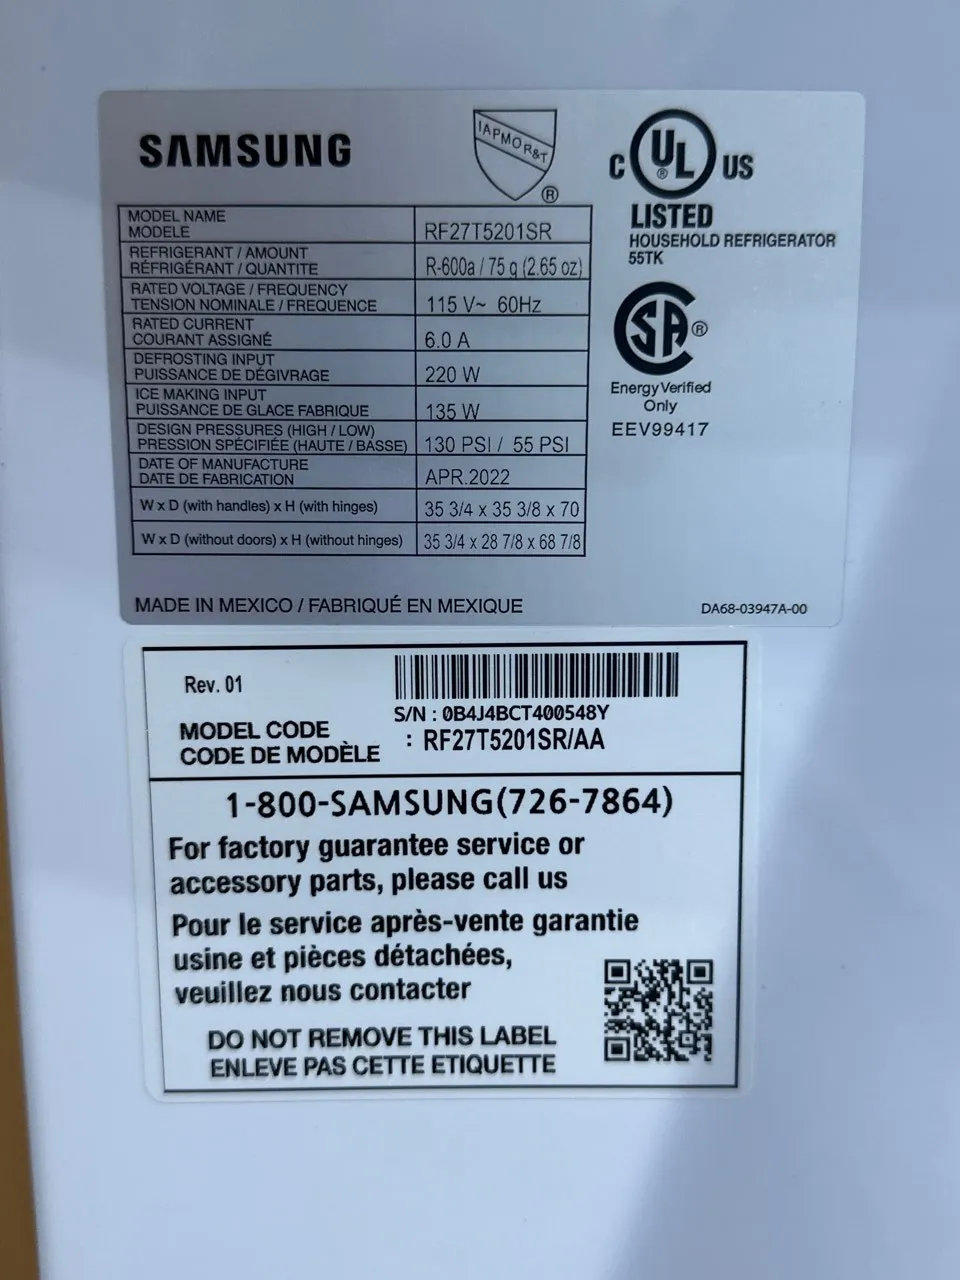 SAMSUNG
IAPMO R&T
®
C UL ® US
LISTED
HOUSEHOLD REFRIGERATOR
55TK
SA ®
Energy Verified
Only
EEV99417
MODEL NAME
MODELE
RF27T5201SR
REFRIGERANT / AMOUNT
RÉFRIGÉRANT / QUANTITE
R-600a / 75 g (2.65 oz)
RATED VOLTAGE / FREQUENCY
TENSION NOMINALE / FREQUENCE
115 V~ 60Hz
RATED CURRENT
COURANT ASSIGNÉ
6.0 A
DEFROSTING INPUT
PUISSANCE DE DÉGIVRAGE
220 W
ICE MAKING INPUT
PUISSANCE DE GLACE FABRIQUE
135 W
DESIGN PRESSURES (HIGH / LOW)
PRESSION SPÉCIFIÉE (HAUTE / BASSE)
130 PSI / 55 PSI
DATE OF MANUFACTURE
DATE DE FABRICATION
APR.2022
W x D (with handles) x H (with hinges)
35 3/4 x 35 3/8 x 70
W x D (without doors) x H (without hinges)
35 3/4 x 28 7/8 x 68 7/8
MADE IN MEXICO / FABRIQUÉ EN MEXIQUE
DA68-03947A-00
Rev. 01
S/N : 0B4J4BCT400548Y
MODEL CODE
CODE DE MODÈLE
: RF27T5201SR/AA
1-800-SAMSUNG(726-7864)
For factory guarantee service or
accessory parts, please call us
Pour le service après-vente garantie
usine et pièces détachées,
veuillez nous contacter
DO NOT REMOVE THIS LABEL
ENLEVE PAS CETTE ETIQUETTE